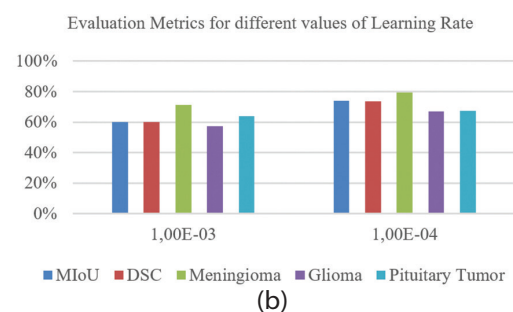 Evaluation Metrics for different values of Learning Rate
100%
80%
60%
40%
20%
0%
1,00E-03 1,00E-04
MIoU DSC Meningioma Glioma Pituitary Tumor
(b)